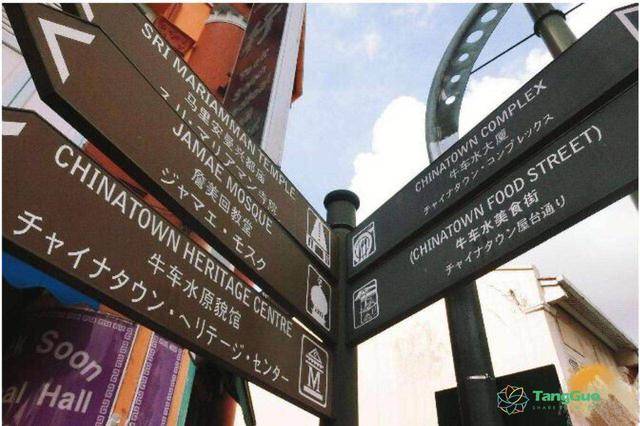 SRI MARIAMMAN TEMPLE
马里安曼兴都庙
スリ・マリアマン寺院
JAMAE MOSQUE
詹美回教堂
ジャマエ・モスク
CHINATOWN HERITAGE CENTRE
牛车水原貌馆
チャイナタウン・ヘリテージ・センター
CHINATOWN COMPLEX
牛车水大厦
チャイナタウン・コンプレックス
(CHINATOWN FOOD STREET)
牛车水美食街
チャイナタウン屋台通り
M
Soon
al Hall
TangGuo